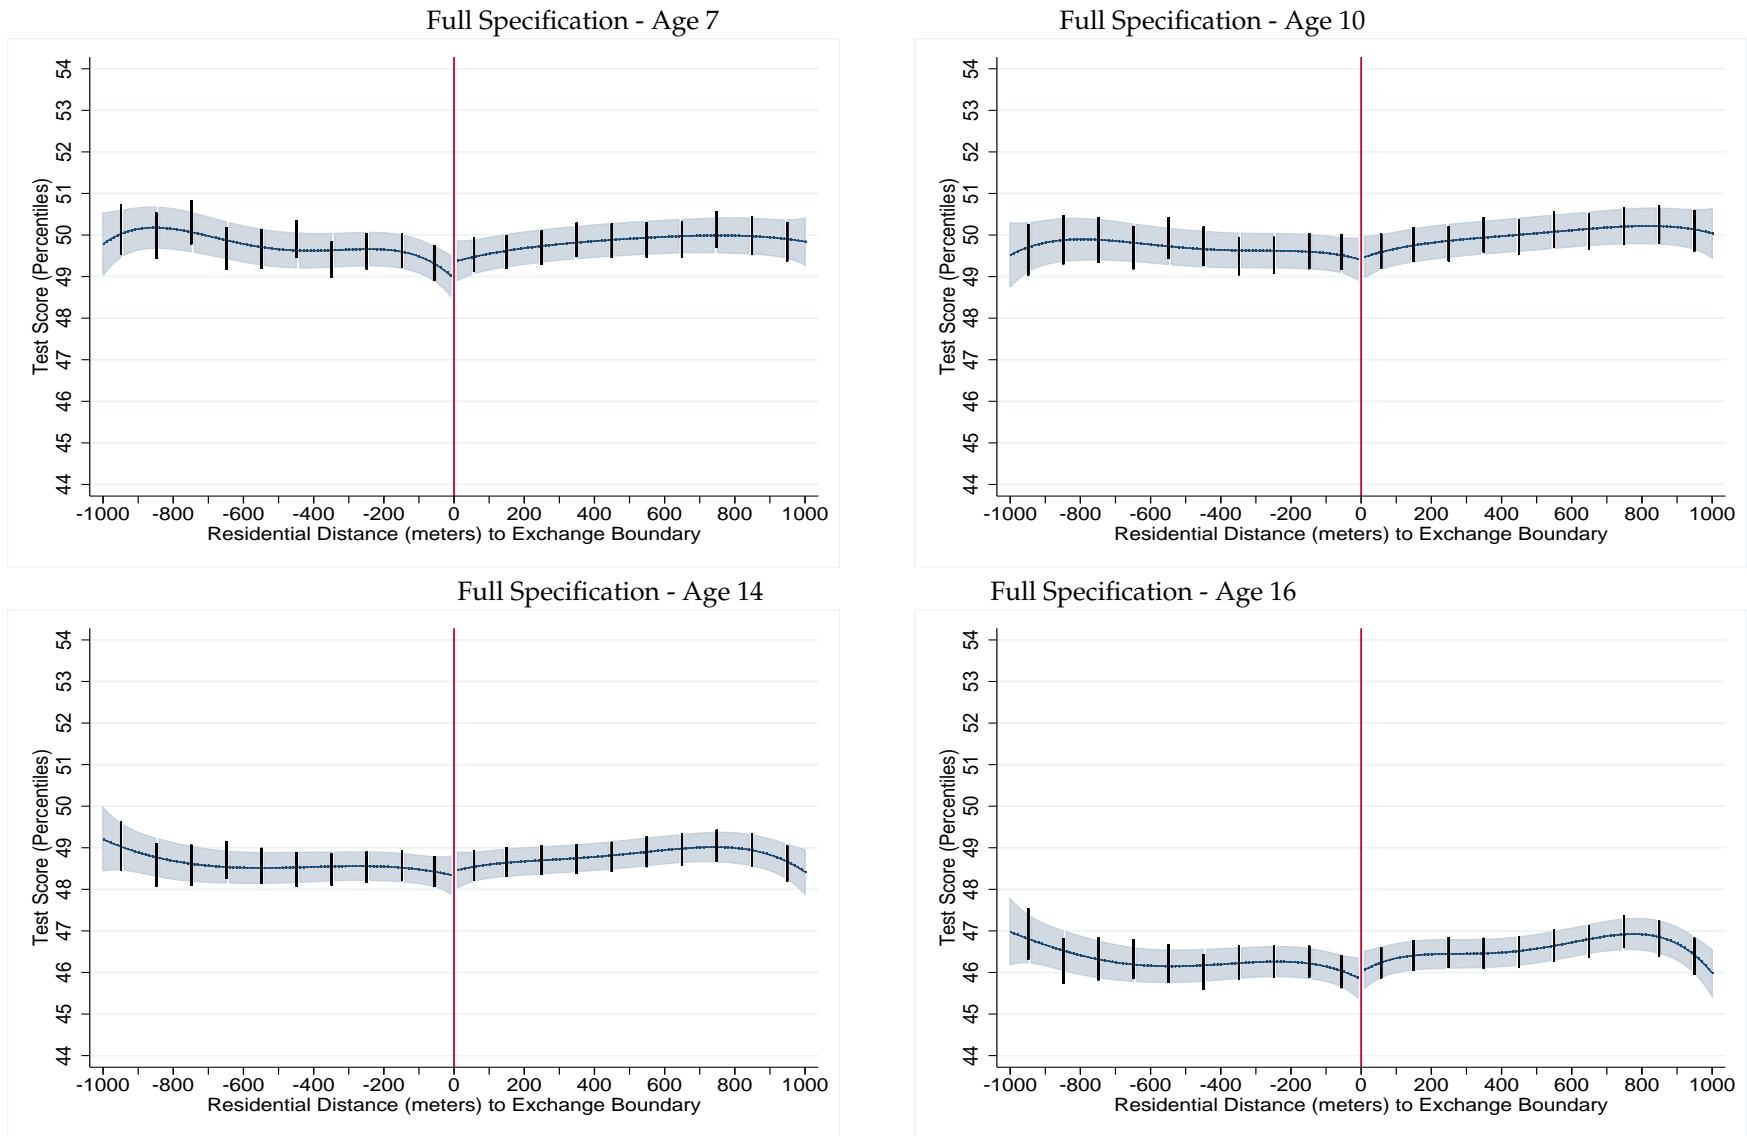 Full Specification - Age 7
Test Score (Percentiles)
54
53
52
51
50
49
48
47
46
45
44
-1000 -800 -600 -400 -200 0 200 400 600 800 1000
Residential Distance (meters) to Exchange Boundary
Full Specification - Age 10
Test Score (Percentiles)
54
53
52
51
50
49
48
47
46
45
44
-1000 -800 -600 -400 -200 0 200 400 600 800 1000
Residential Distance (meters) to Exchange Boundary
Full Specification - Age 14
Test Score (Percentiles)
54
53
52
51
50
49
48
47
46
45
44
-1000 -800 -600 -400 -200 0 200 400 600 800 1000
Residential Distance (meters) to Exchange Boundary
Full Specification - Age 16
Test Score (Percentiles)
54
53
52
51
50
49
48
47
46
45
44
-1000 -800 -600 -400 -200 0 200 400 600 800 1000
Residential Distance (meters) to Exchange Boundary